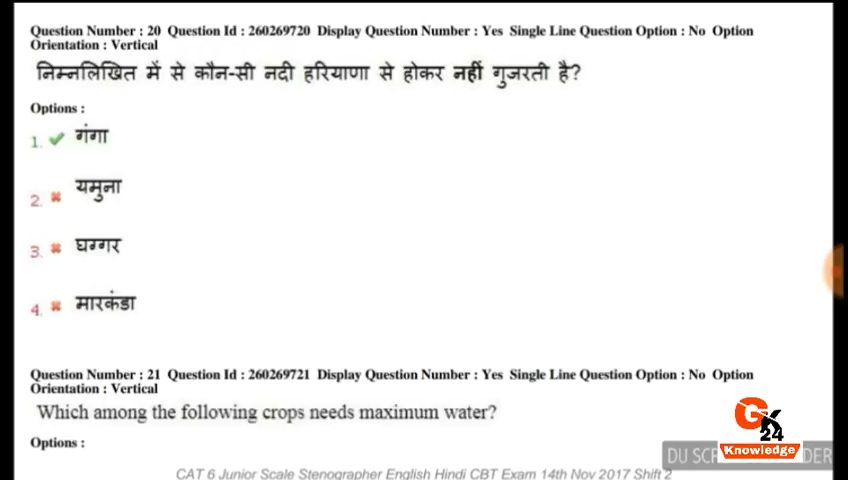 Question Number : 20 Question Id : 260269720 Display Question Number : Yes Single Line Question Option : No Option
Orientation : Vertical
निम्नलिखित में से कौन-सी नदी हरियाणा से होकर नहीं गुजरती है?
Options :
1. गंगा
2. यमुना
3. घग्गर
4. मारकंडा
Question Number : 21 Question Id : 260269721 Display Question Number : Yes Single Line Question Option : No Option
Orientation : Vertical
Which among the following crops needs maximum water?
Options :
GK
24
Knowledge
DU SCR
DER
CAT 6 Junior Scale Stenographer English Hindi CBT Exam 14th Nov 2017 Shift 2